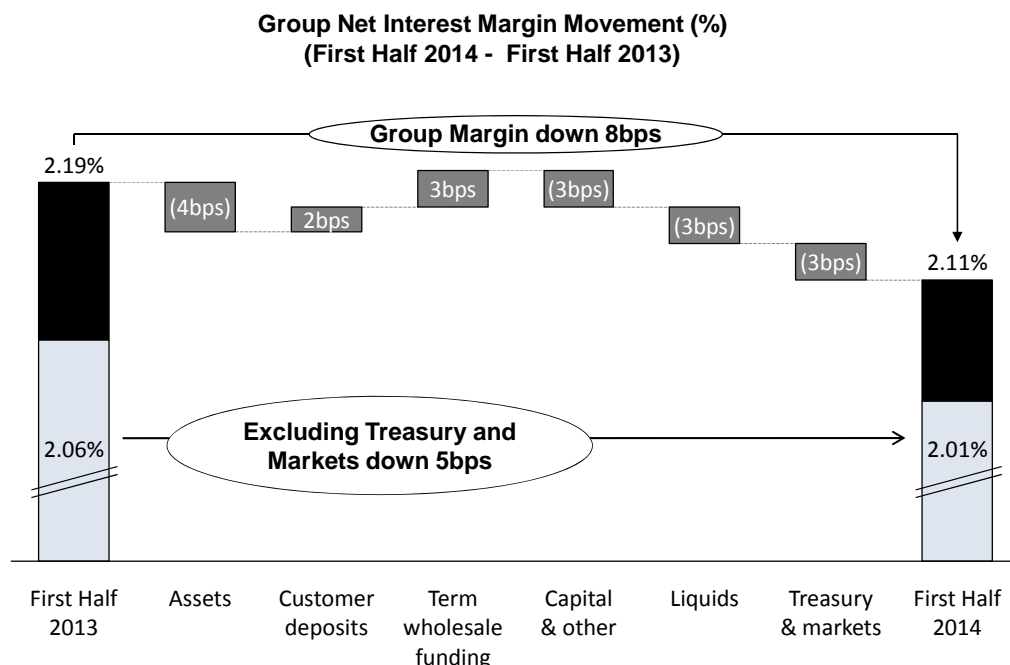 Group Net Interest Margin Movement (%)
(First Half 2014 - First Half 2013)
Group Margin down 8bps
2.19%
(4bps)
2bps
3bps
(3bps)
(3bps)
(3bps)
2.11%
2.06%
Excluding Treasury and
Markets down 5bps
2.01%
First Half
2013
Assets
Customer
deposits
Term
wholesale
funding
Capital
& other
Liquids
Treasury
& markets
First Half
2014